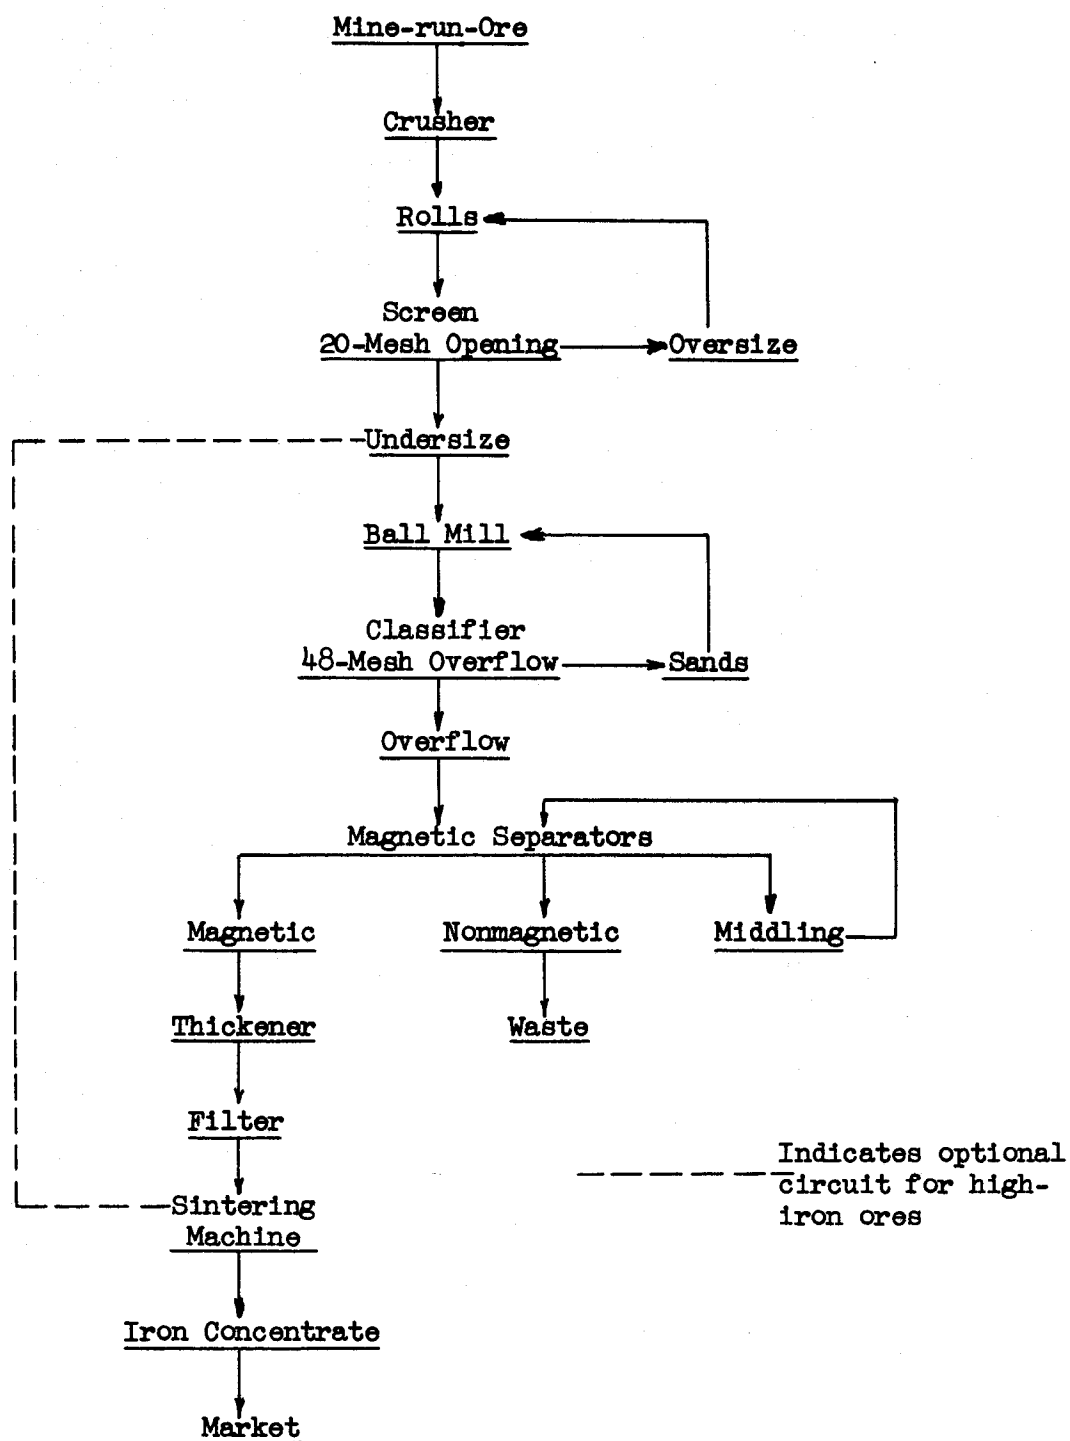 Mine-run-Ore
Crusher
Rolls
Screen
20-Mesh Opening
Oversize
Undersize
Ball Mill
Classifier
48-Mesh Overflow
Sands
Overflow
Magnetic Separators
Magnetic
Nonmagnetic
Middling
Thickener
Waste
Filter
Sintering
Machine
Indicates optional
circuit for high-
iron ores
Iron Concentrate
Market